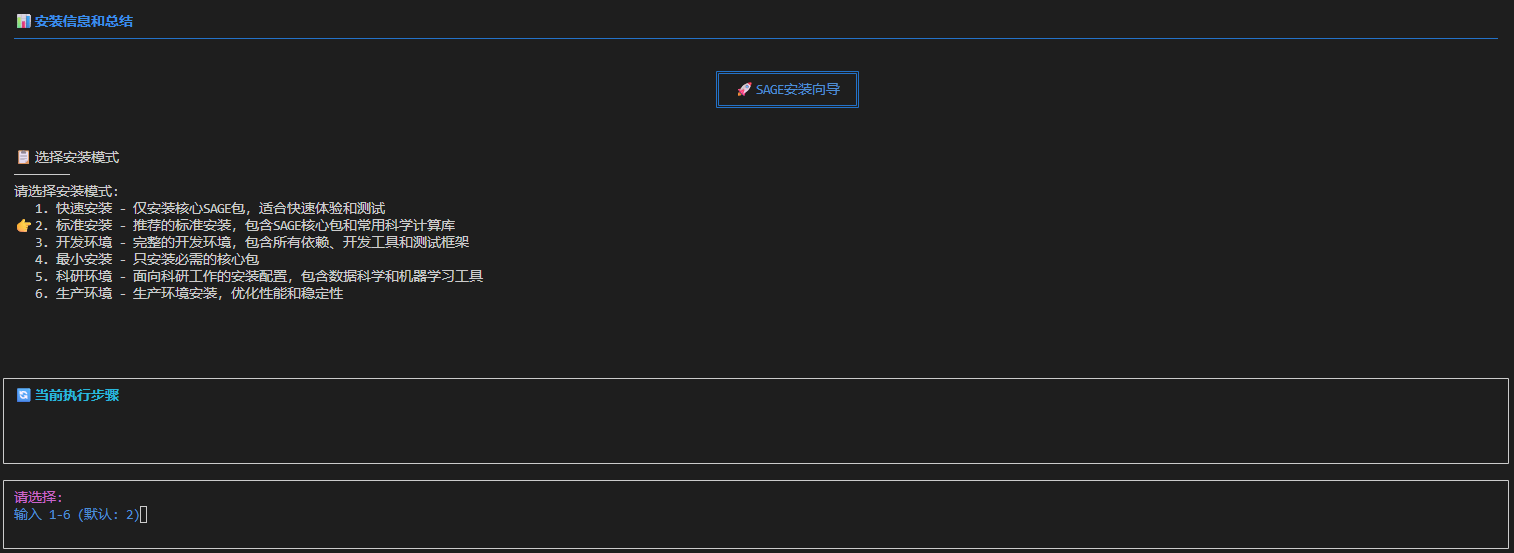 📊 安装信息和总结
🚀 SAGE安装向导
📋 选择安装模式
请选择安装模式:
1. 快速安装 - 仅安装核心SAGE包，适合快速体验和测试
👉 2. 标准安装 - 推荐的标准安装，包含SAGE核心包和常用科学计算库
3. 开发环境 - 完整的开发环境，包含所有依赖、开发工具和测试框架
4. 最小安装 - 只安装必需的核心包
5. 科研环境 - 面向科研工作的安装配置，包含数据科学和机器学习工具
6. 生产环境 - 生产环境安装，优化性能和稳定性
🔄 当前执行步骤
请选择:
输入 1-6 (默认: 2)